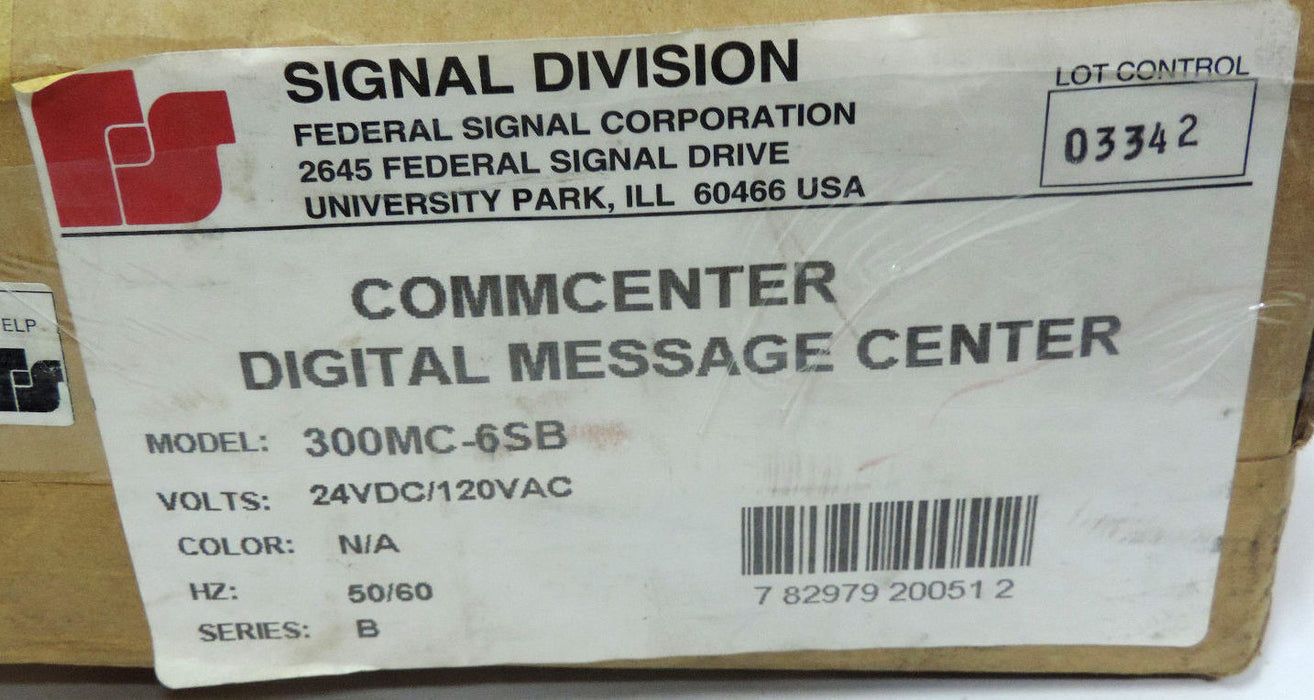 SIGNAL DIVISION
FEDERAL SIGNAL CORPORATION
2645 FEDERAL SIGNAL DRIVE
UNIVERSITY PARK, ILL 60466 USA
LOT CONTROL
03342
COMMCENTER
DIGITAL MESSAGE CENTER
MODEL: 300MC-6SB
VOLTS: 24VDC/120VAC
COLOR: N/A
HZ: 50/60
SERIES: B
7 82979 20051 2
ELP